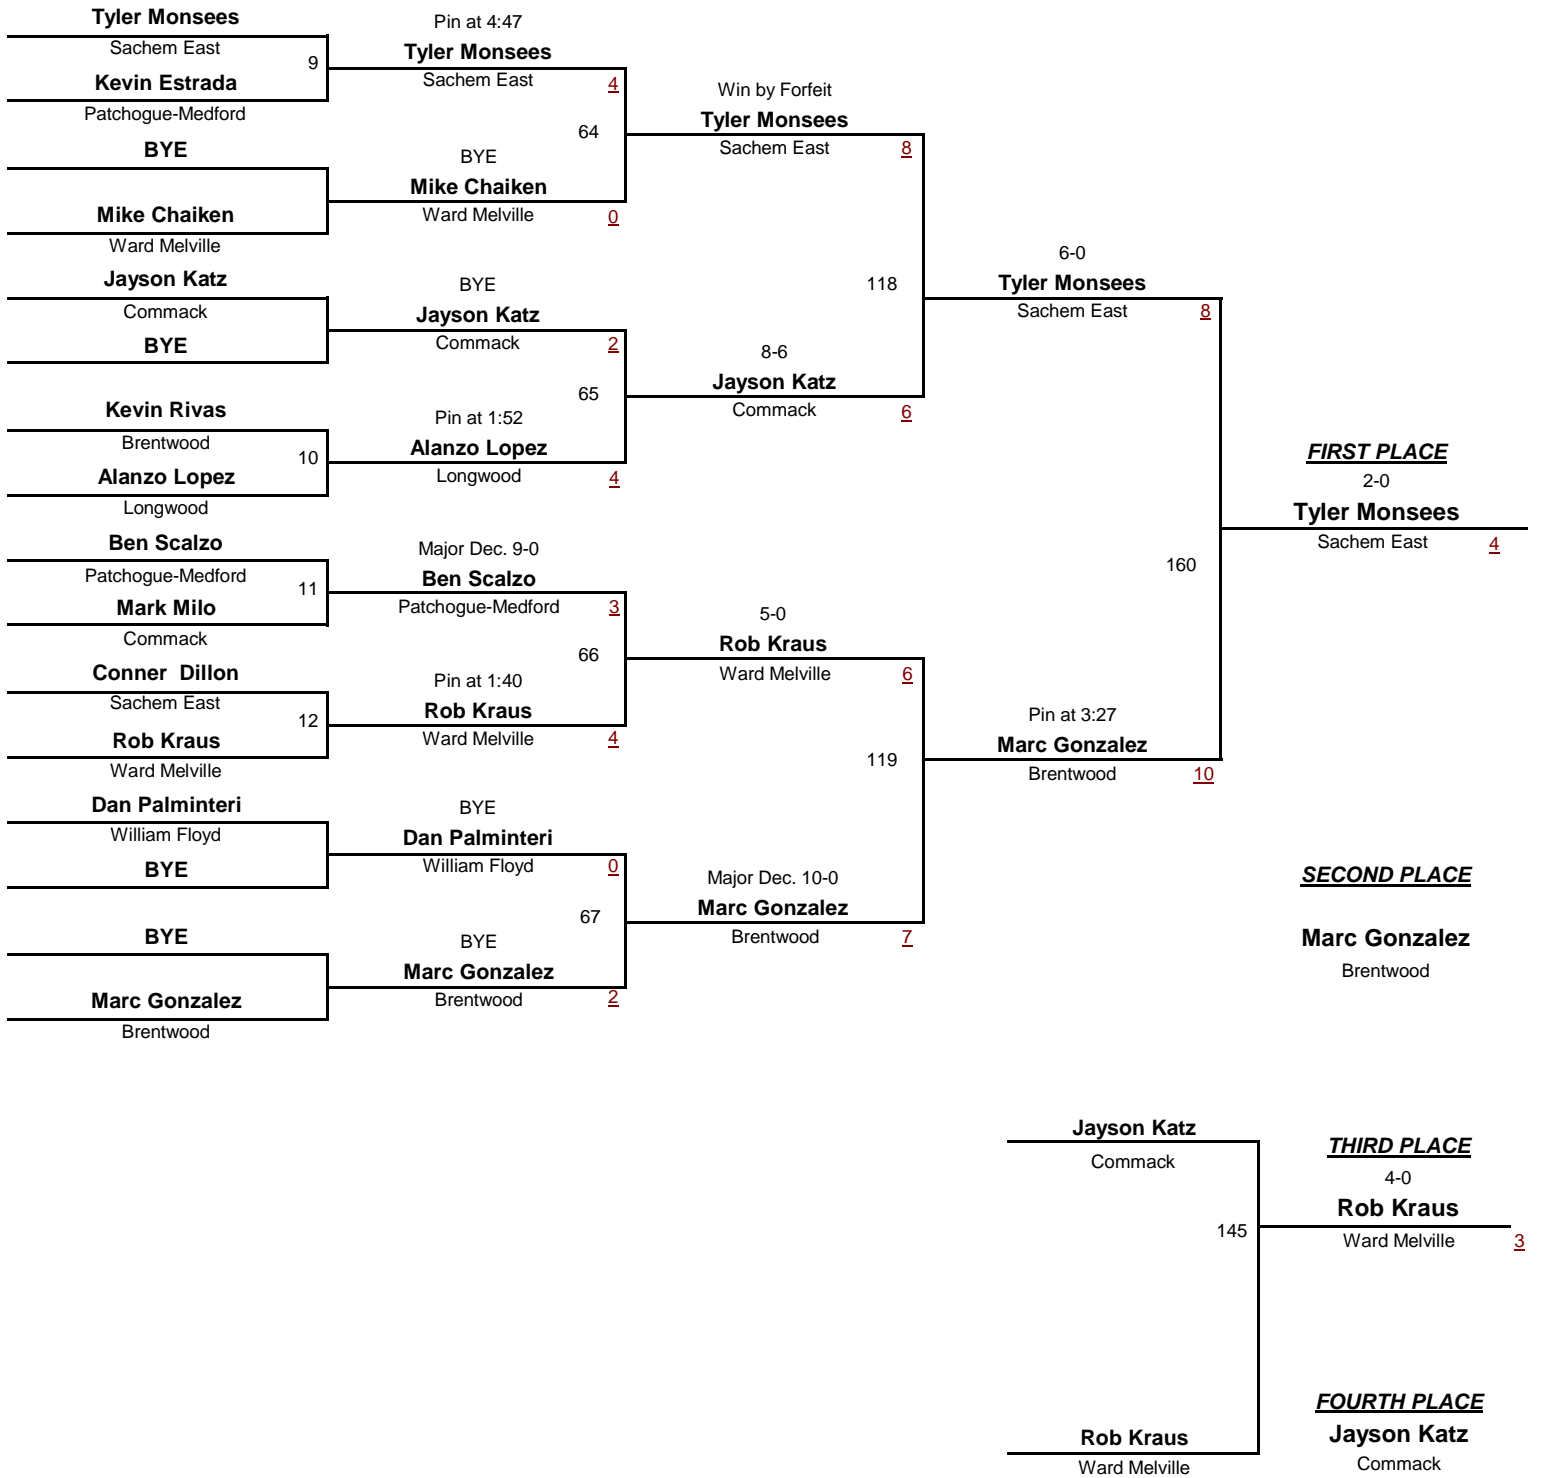 Tyler Monsees
Sachem East
9
Kevin Estrada
Patchogue-Medford
BYE
Mike Chaiken
Ward Melville
Jayson Katz
Commack
BYE
Kevin Rivas
Brentwood
10
Alanzo Lopez
Longwood
Ben Scalzo
Patchogue-Medford
11
Mark Milo
Commack
Conner  Dillon
Sachem East
12
Rob Kraus
Ward Melville
Dan Palminteri
William Floyd
BYE
BYE
Marc Gonzalez
Brentwood
Pin at 4:47
Tyler Monsees
Sachem East
4
64
BYE
Mike Chaiken
Ward Melville
0
BYE
Jayson Katz
Commack
2
65
Pin at 1:52
Alanzo Lopez
Longwood
4
Major Dec. 9-0
Ben Scalzo
Patchogue-Medford
3
66
Pin at 1:40
Rob Kraus
Ward Melville
4
BYE
Dan Palminteri
William Floyd
0
67
BYE
Marc Gonzalez
Brentwood
2
Win by Forfeit
Tyler Monsees
Sachem East
8
118
8-6
Jayson Katz
Commack
6
5-0
Rob Kraus
Ward Melville
6
119
Major Dec. 10-0
Marc Gonzalez
Brentwood
7
6-0
Tyler Monsees
Sachem East
8
160
Pin at 3:27
Marc Gonzalez
Brentwood
10
FIRST PLACE
2-0
Tyler Monsees
Sachem East
4
SECOND PLACE
Marc Gonzalez
Brentwood
Jayson Katz
Commack
145
Rob Kraus
Ward Melville
THIRD PLACE
4-0
Rob Kraus
Ward Melville
3
FOURTH PLACE
Jayson Katz
Commack